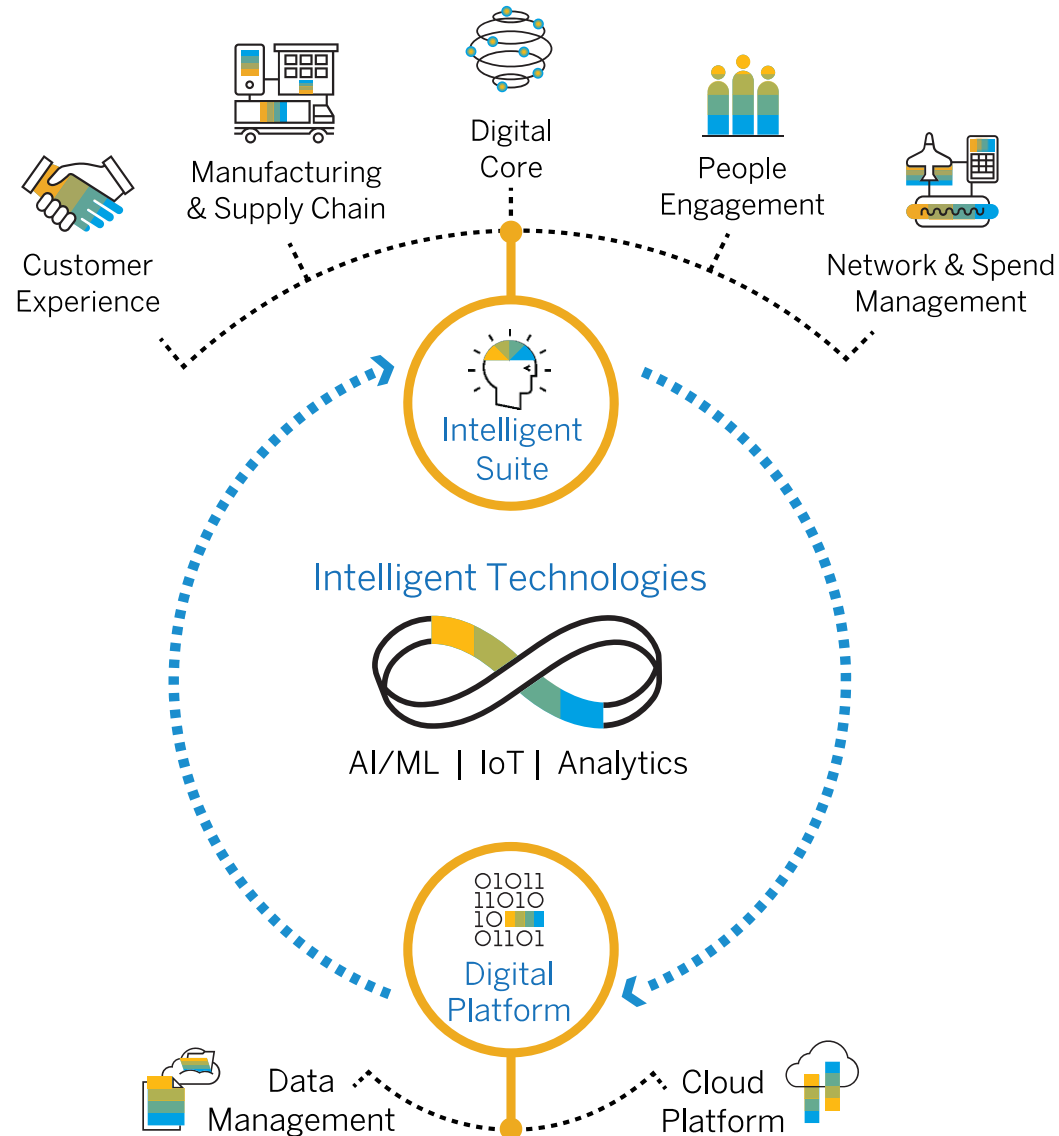 Digital
Core
Manufacturing
& Supply Chain
People
Engagement
Customer
Experience
Network & Spend
Management
Intelligent
Suite
Intelligent Technologies
AI/ML | IoT | Analytics
01011
11010
10
01101
Digital
Platform
Data
Management
Cloud
Platform